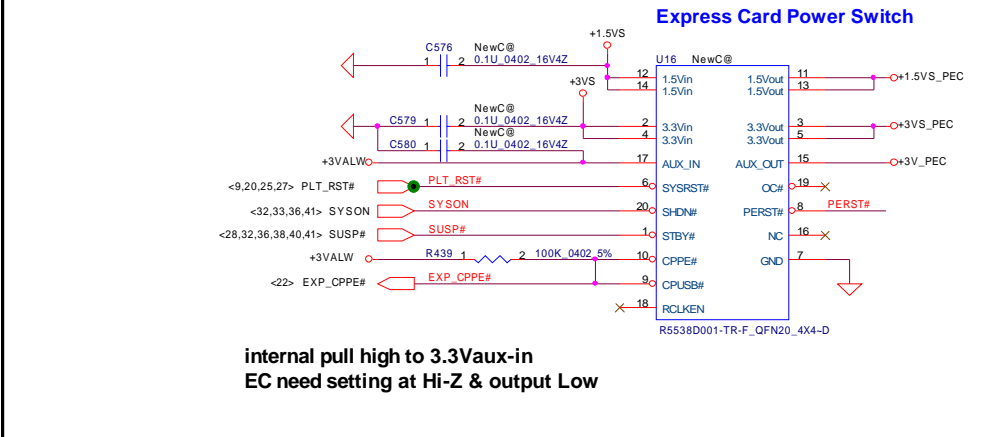 Express Card Power Switch
+1.5VS
C576 NewC@
1 2 0.1U_0402_16V4Z
U16 NewC@
12 1.5Vin 1.5Vout 11 +1.5VS_PEC
14 1.5Vin 1.5Vout 13
+3VS
NewC@
C579 1 2 0.1U_0402_16V4Z
2 3.3Vin 3.3Vout 3 +3VS_PEC
NewC@
4 3.3Vin 3.3Vout 5
C580 1 2 0.1U_0402_16V4Z
+3VALW 17 AUX_IN AUX_OUT 15 +3V_PEC
<9,20,25,27> PLT_RST# PLT_RST# 6 SYSRST# OC# 19
<32,33,36,41> SYSON SYSON 20 SHDN# PERST# 8 PERST#
<28,32,36,38,40,41> SUSP# SUSP# 1 STBY# NC 16
+3VALW R439 1 2 100K_0402_5% 10 CPPE# GND 7
<22> EXP_CPPE# EXP_CPPE# 9 CPUSB#
18 RCLKEN
R5538D001-TR-F_QFN20_4X4~D
internal pull high to 3.3Vaux-in
EC need setting at Hi-Z & output Low